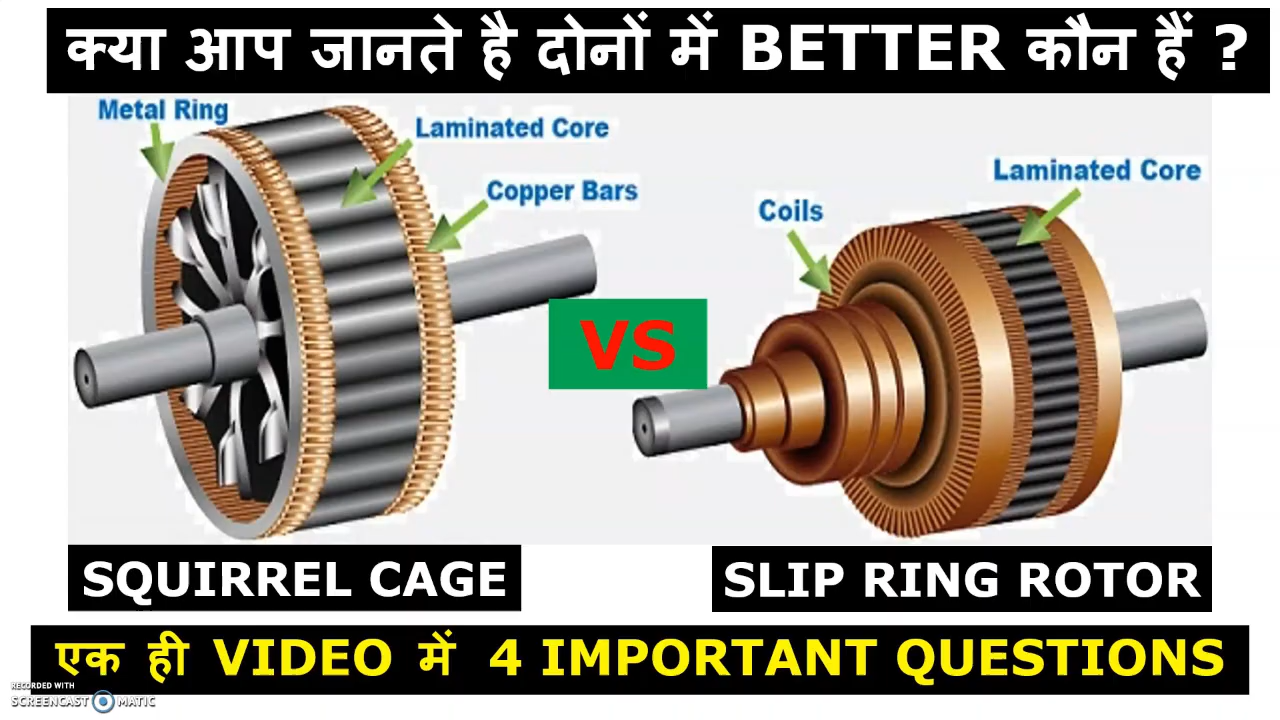 क्या आप जानते है दोनों में BETTER कौन हैं ?
Metal Ring
Laminated Core
Copper Bars
Laminated Core
Coils
VS
SQUIRREL CAGE
SLIP RING ROTOR
एक ही VIDEO में 4 IMPORTANT QUESTIONS
RECORDED WITH
SCREENCAST MATIC